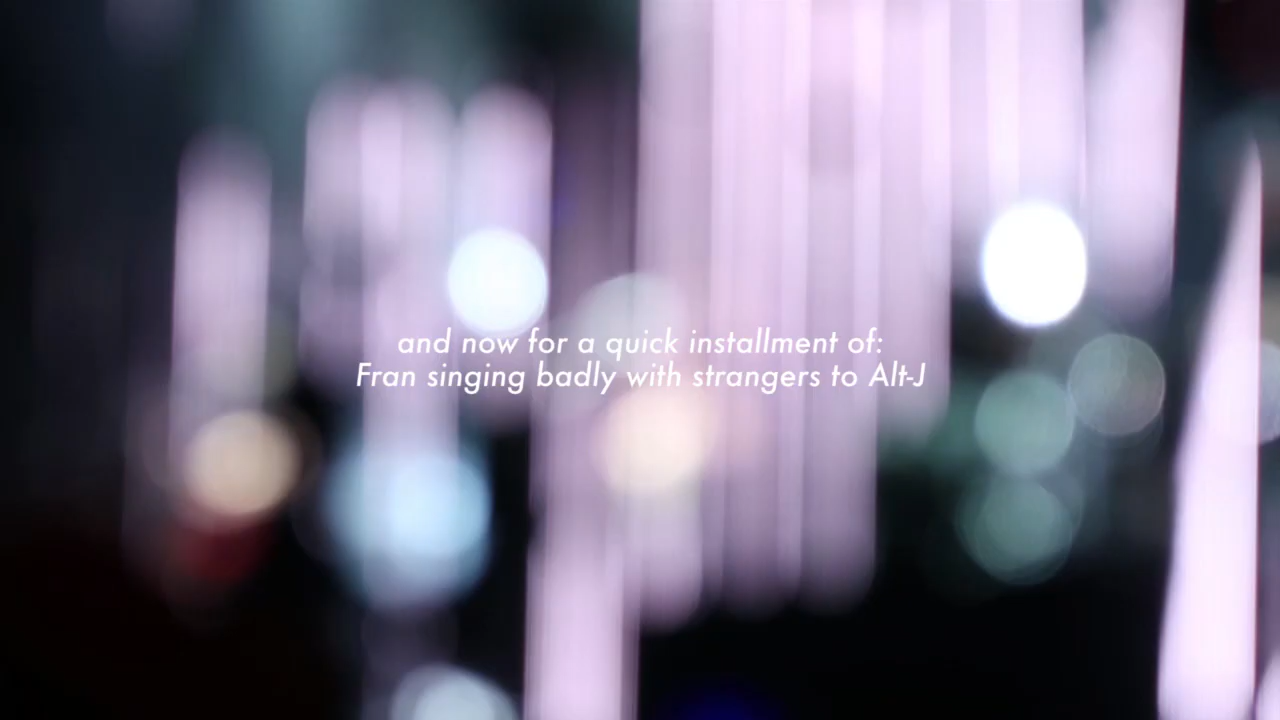 and now for a quick installment of:
Fran singing badly with strangers to Alt-J